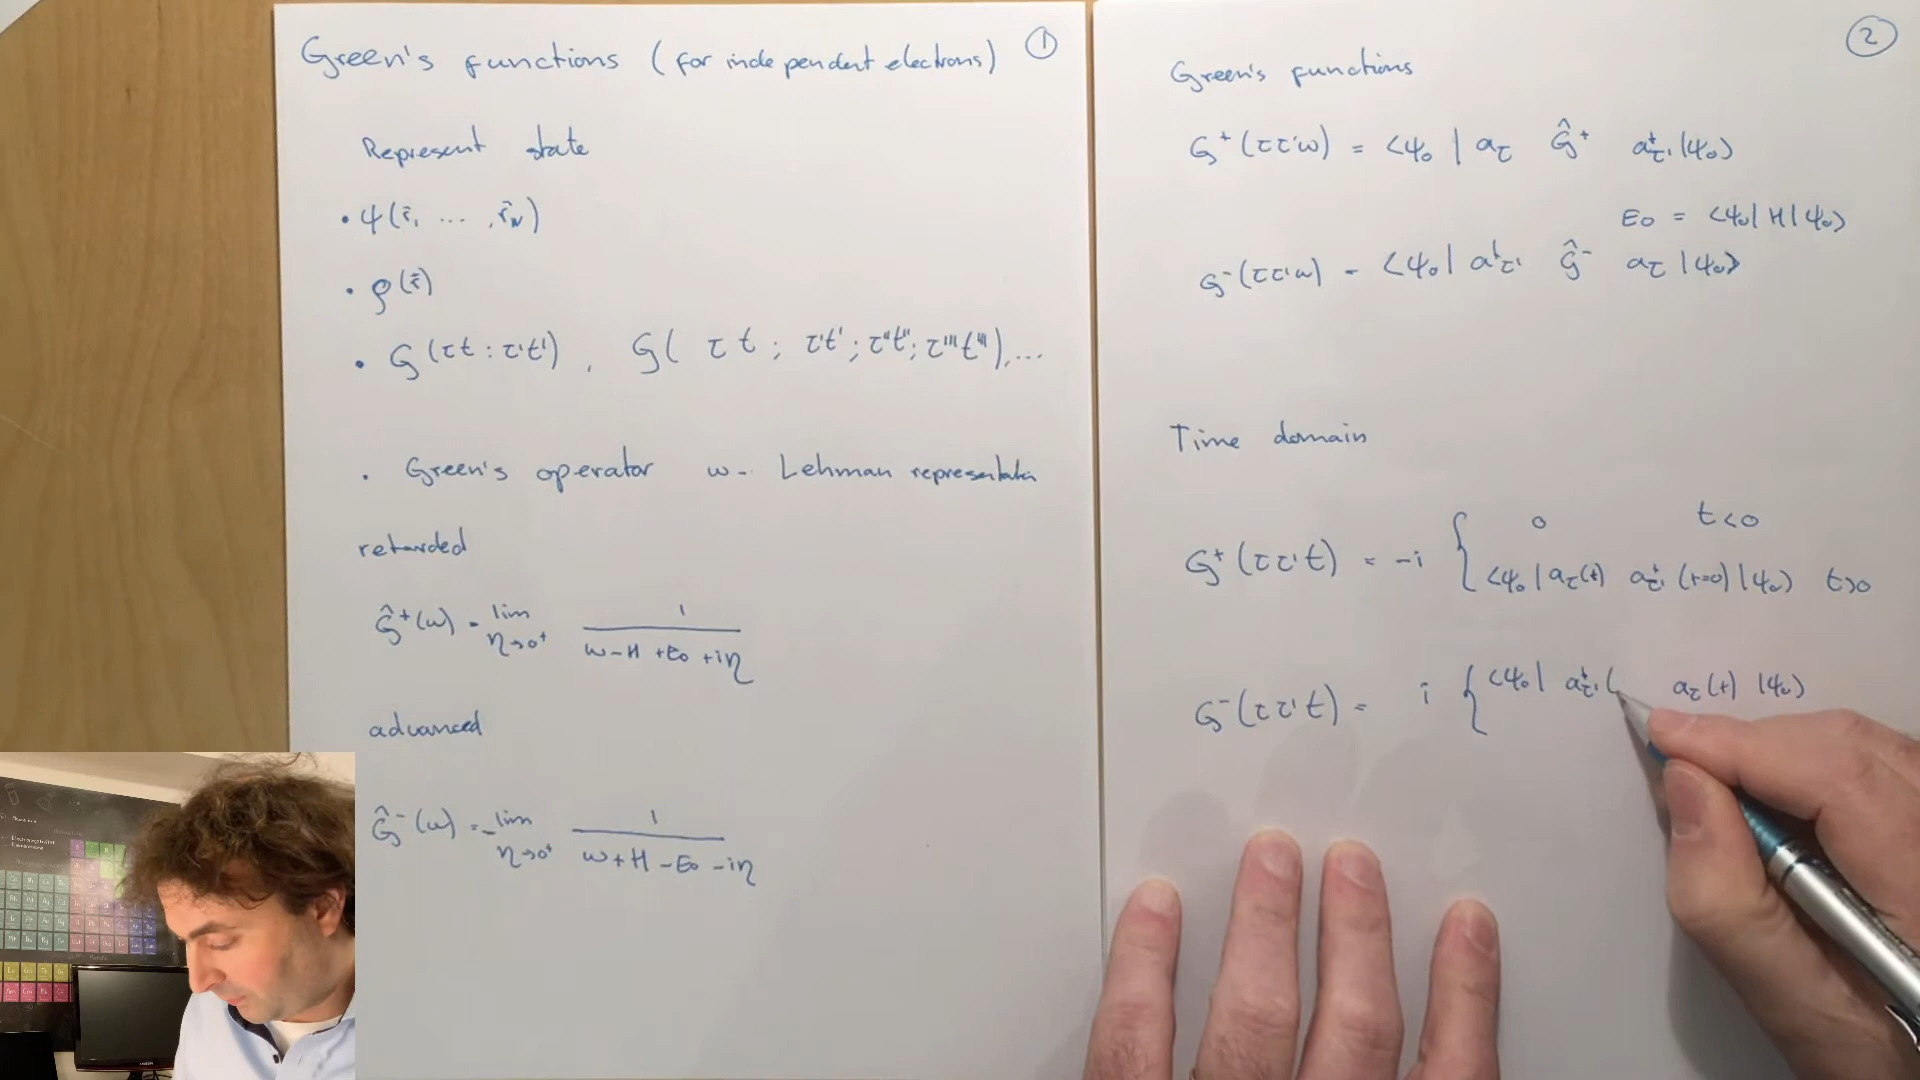 Green's functions (for independent electrons) ①
Represent state
• ψ(r̄₁ ... , r̄_N)
• ρ(r̄)
• G(τt : τ't') , G( τ t ; τ't' ; τ''t'' ; τ'''t''' ), ...
. Green's operator w- Lehman representation
retarded
Ĝ⁺(ω) = lim η→0⁺ 1 / (ω - H + E₀ + iη)
advanced
Ĝ⁻(ω) = -lim η→0⁺ 1 / (ω + H - E₀ - iη)
②
Green's functions
G⁺(ττ'ω) = <ψ₀ | a_τ Ĝ⁺ a†_τ' |ψ₀>
E₀ = <ψ₀| H |ψ₀>
G⁻(ττ'ω) - <ψ₀| a†_τ' Ĝ⁻ a_τ |ψ₀>
Time domain
G⁺(ττ't) = -i { 0 t<0
<ψ₀ | a_τ(t) a†_τ' (t=0) |ψ₀> t>0
G⁻(ττ't) = i { <ψ₀| a†_τ' ( a_τ(t) |ψ₀>